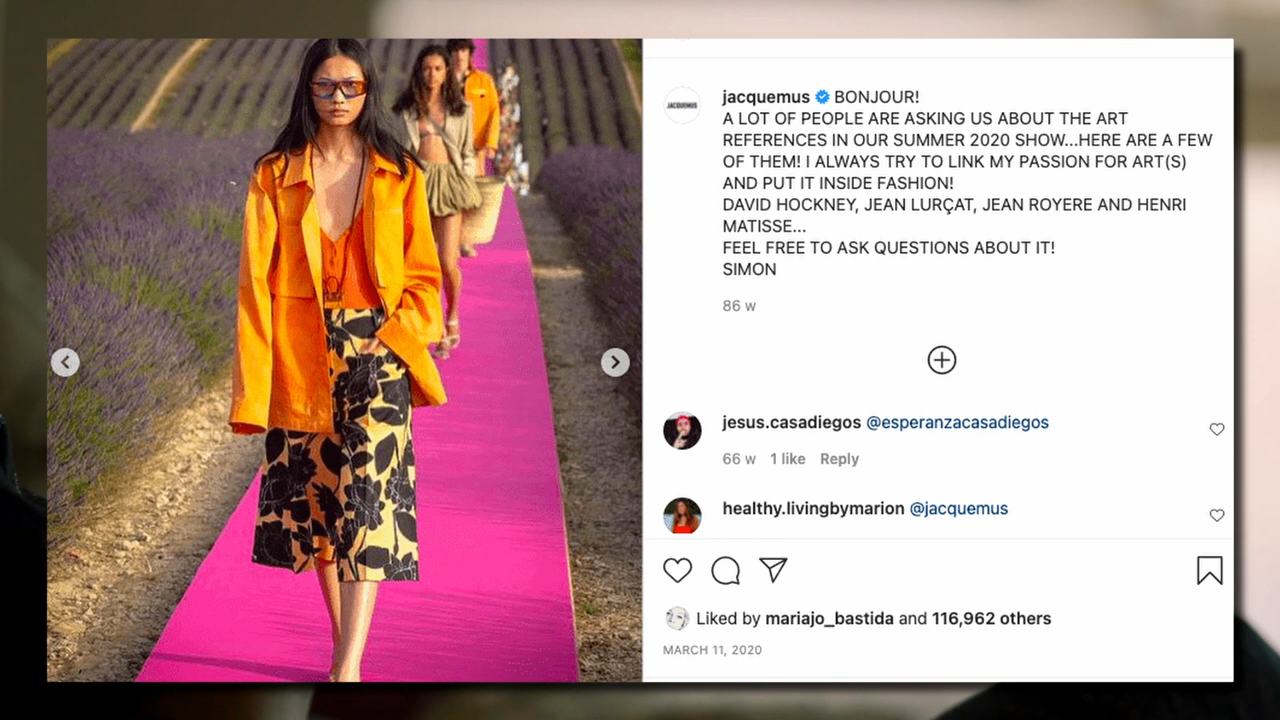 JACQUEMUS
jacquemus BONJOUR!
A LOT OF PEOPLE ARE ASKING US ABOUT THE ART
REFERENCES IN OUR SUMMER 2020 SHOW...HERE ARE A FEW
OF THEM! I ALWAYS TRY TO LINK MY PASSION FOR ART(S)
AND PUT IT INSIDE FASHION!
DAVID HOCKNEY, JEAN LURÇAT, JEAN ROYERE AND HENRI
MATISSE...
FEEL FREE TO ASK QUESTIONS ABOUT IT!
SIMON
86 w
jesus.casadiegos @esperanzacasadiegos
66 w 1 like Reply
healthy.livingbymarion @jacquemus
Liked by mariajo_bastida and 116,962 others
MARCH 11, 2020